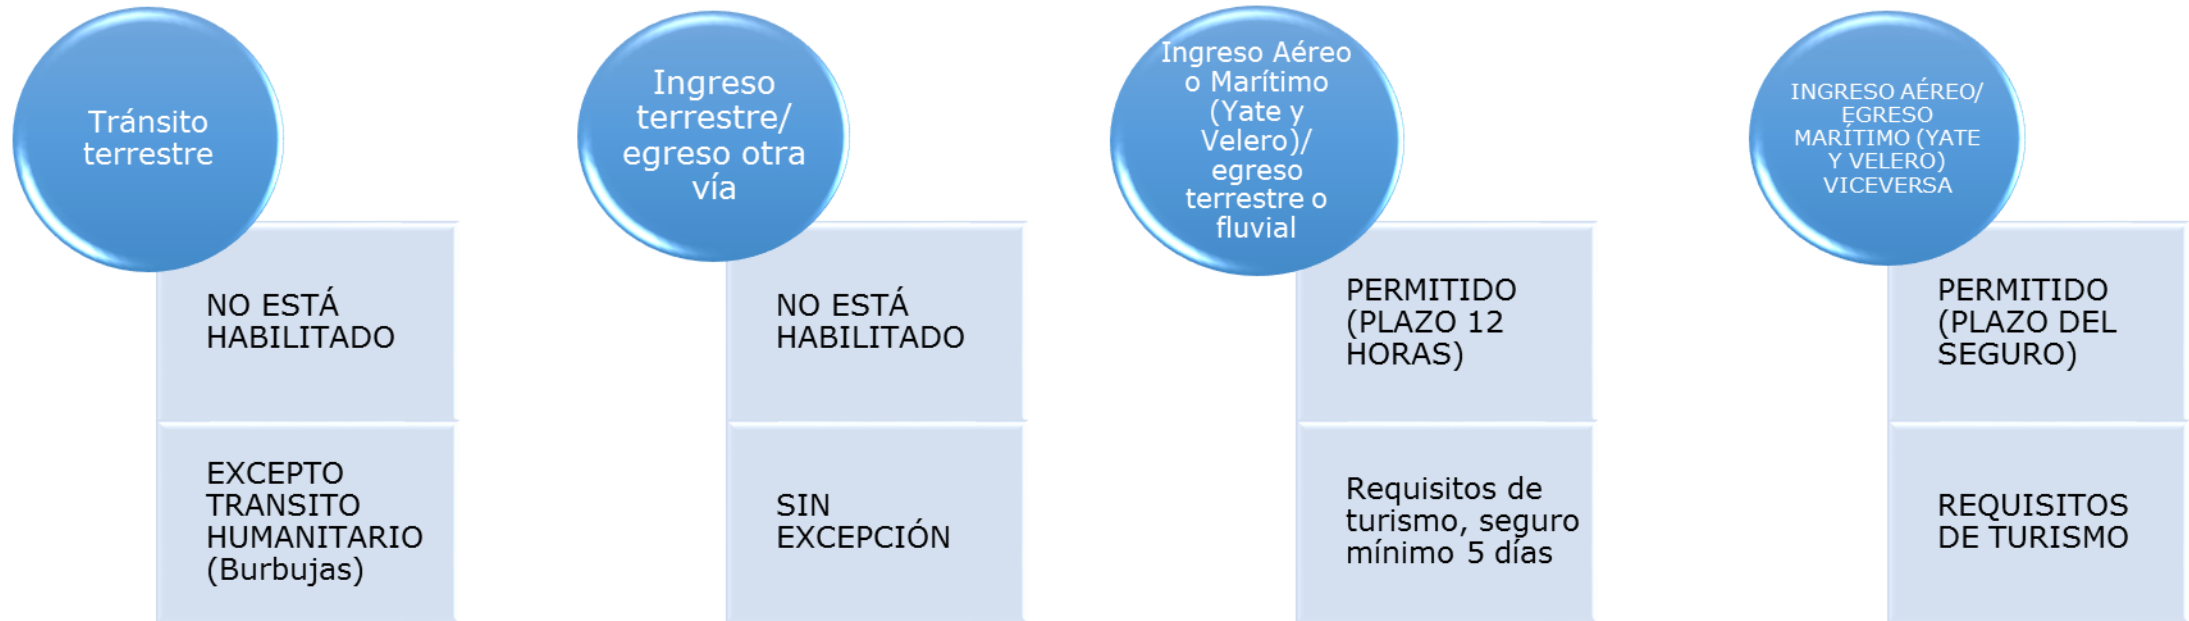 Tránsito
terrestre
NO ESTÁ
HABILITADO
EXCEPTO
TRANSITO
HUMANITARIO
(Burbujas)
Ingreso
terrestre/
egreso otra
vía
NO ESTÁ
HABILITADO
SIN
EXCEPCIÓN
Ingreso Aéreo
o Marítimo
(Yate y
Velero)/
egreso
terrestre o
fluvial
PERMITIDO
(PLAZO 12
HORAS)
Requisitos de
turismo, seguro
mínimo 5 días
INGRESO AÉREO/
EGRESO
MARÍTIMO (YATE
Y VELERO)
VICEVERSA
PERMITIDO
(PLAZO DEL
SEGURO)
REQUISITOS
DE TURISMO